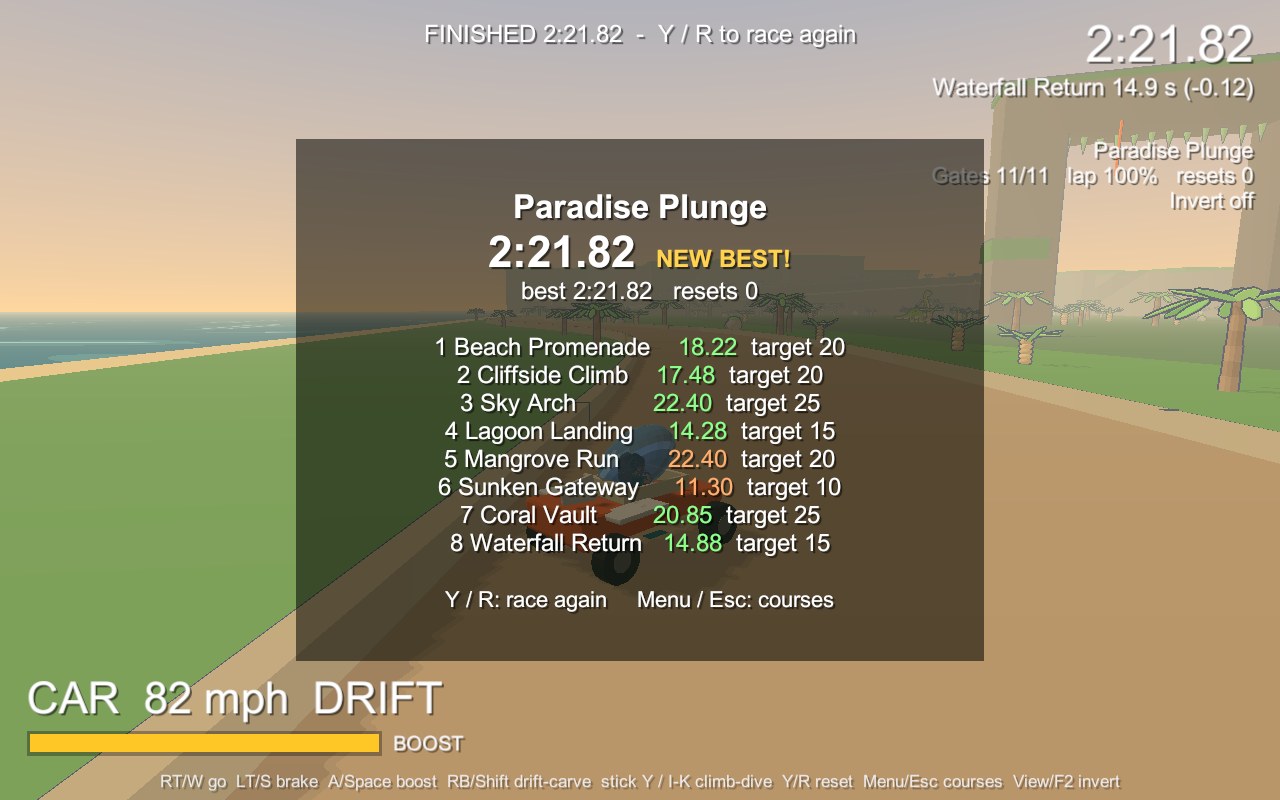 FINISHED 2:21.82 - Y / R to race again
2:21.82
Waterfall Return 14.9 s (-0.12)
Paradise Plunge
Gates 11/11 lap 100% resets 0
Invert off
Paradise Plunge
2:21.82 NEW BEST!
best 2:21.82 resets 0
1 Beach Promenade 18.22 target 20
2 Cliffside Climb 17.48 target 20
3 Sky Arch 22.40 target 25
4 Lagoon Landing 14.28 target 15
5 Mangrove Run 22.40 target 20
6 Sunken Gateway 11.30 target 10
7 Coral Vault 20.85 target 25
8 Waterfall Return 14.88 target 15
Y / R: race again Menu / Esc: courses
CAR 82 mph DRIFT
BOOST
RT/W go LT/S brake A/Space boost RB/Shift drift-carve stick Y / I-K climb-dive Y/R reset Menu/Esc courses View/F2 invert